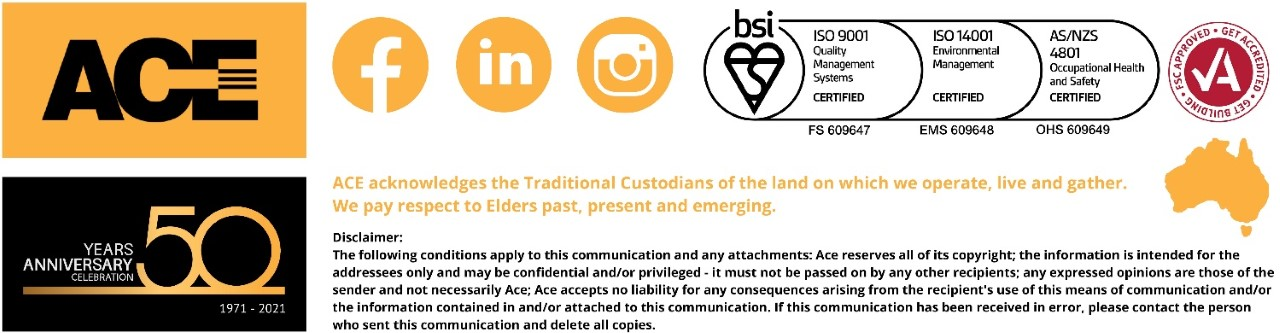 ACE
f
in
bsi
ISO 9001
Quality
Management
Systems
CERTIFIED
FS 609647
ISO 14001
Environmental
Management
CERTIFIED
EMS 609648
AS/NZS
4801
Occupational Health
and Safety
CERTIFIED
OHS 609649
FSC APPROVED • GET ACCREDITED • GET BUILDING •
YEARS
ANNIVERSARY
CELEBRATION
50
1971 - 2021
ACE acknowledges the Traditional Custodians of the land on which we operate, live and gather.
We pay respect to Elders past, present and emerging.
Disclaimer:
The following conditions apply to this communication and any attachments: Ace reserves all of its copyright; the information is intended for the
addressees only and may be confidential and/or privileged - it must not be passed on by any other recipients; any expressed opinions are those of the
sender and not necessarily Ace; Ace accepts no liability for any consequences arising from the recipient's use of this means of communication and/or
the information contained in and/or attached to this communication. If this communication has been received in error, please contact the person
who sent this communication and delete all copies.